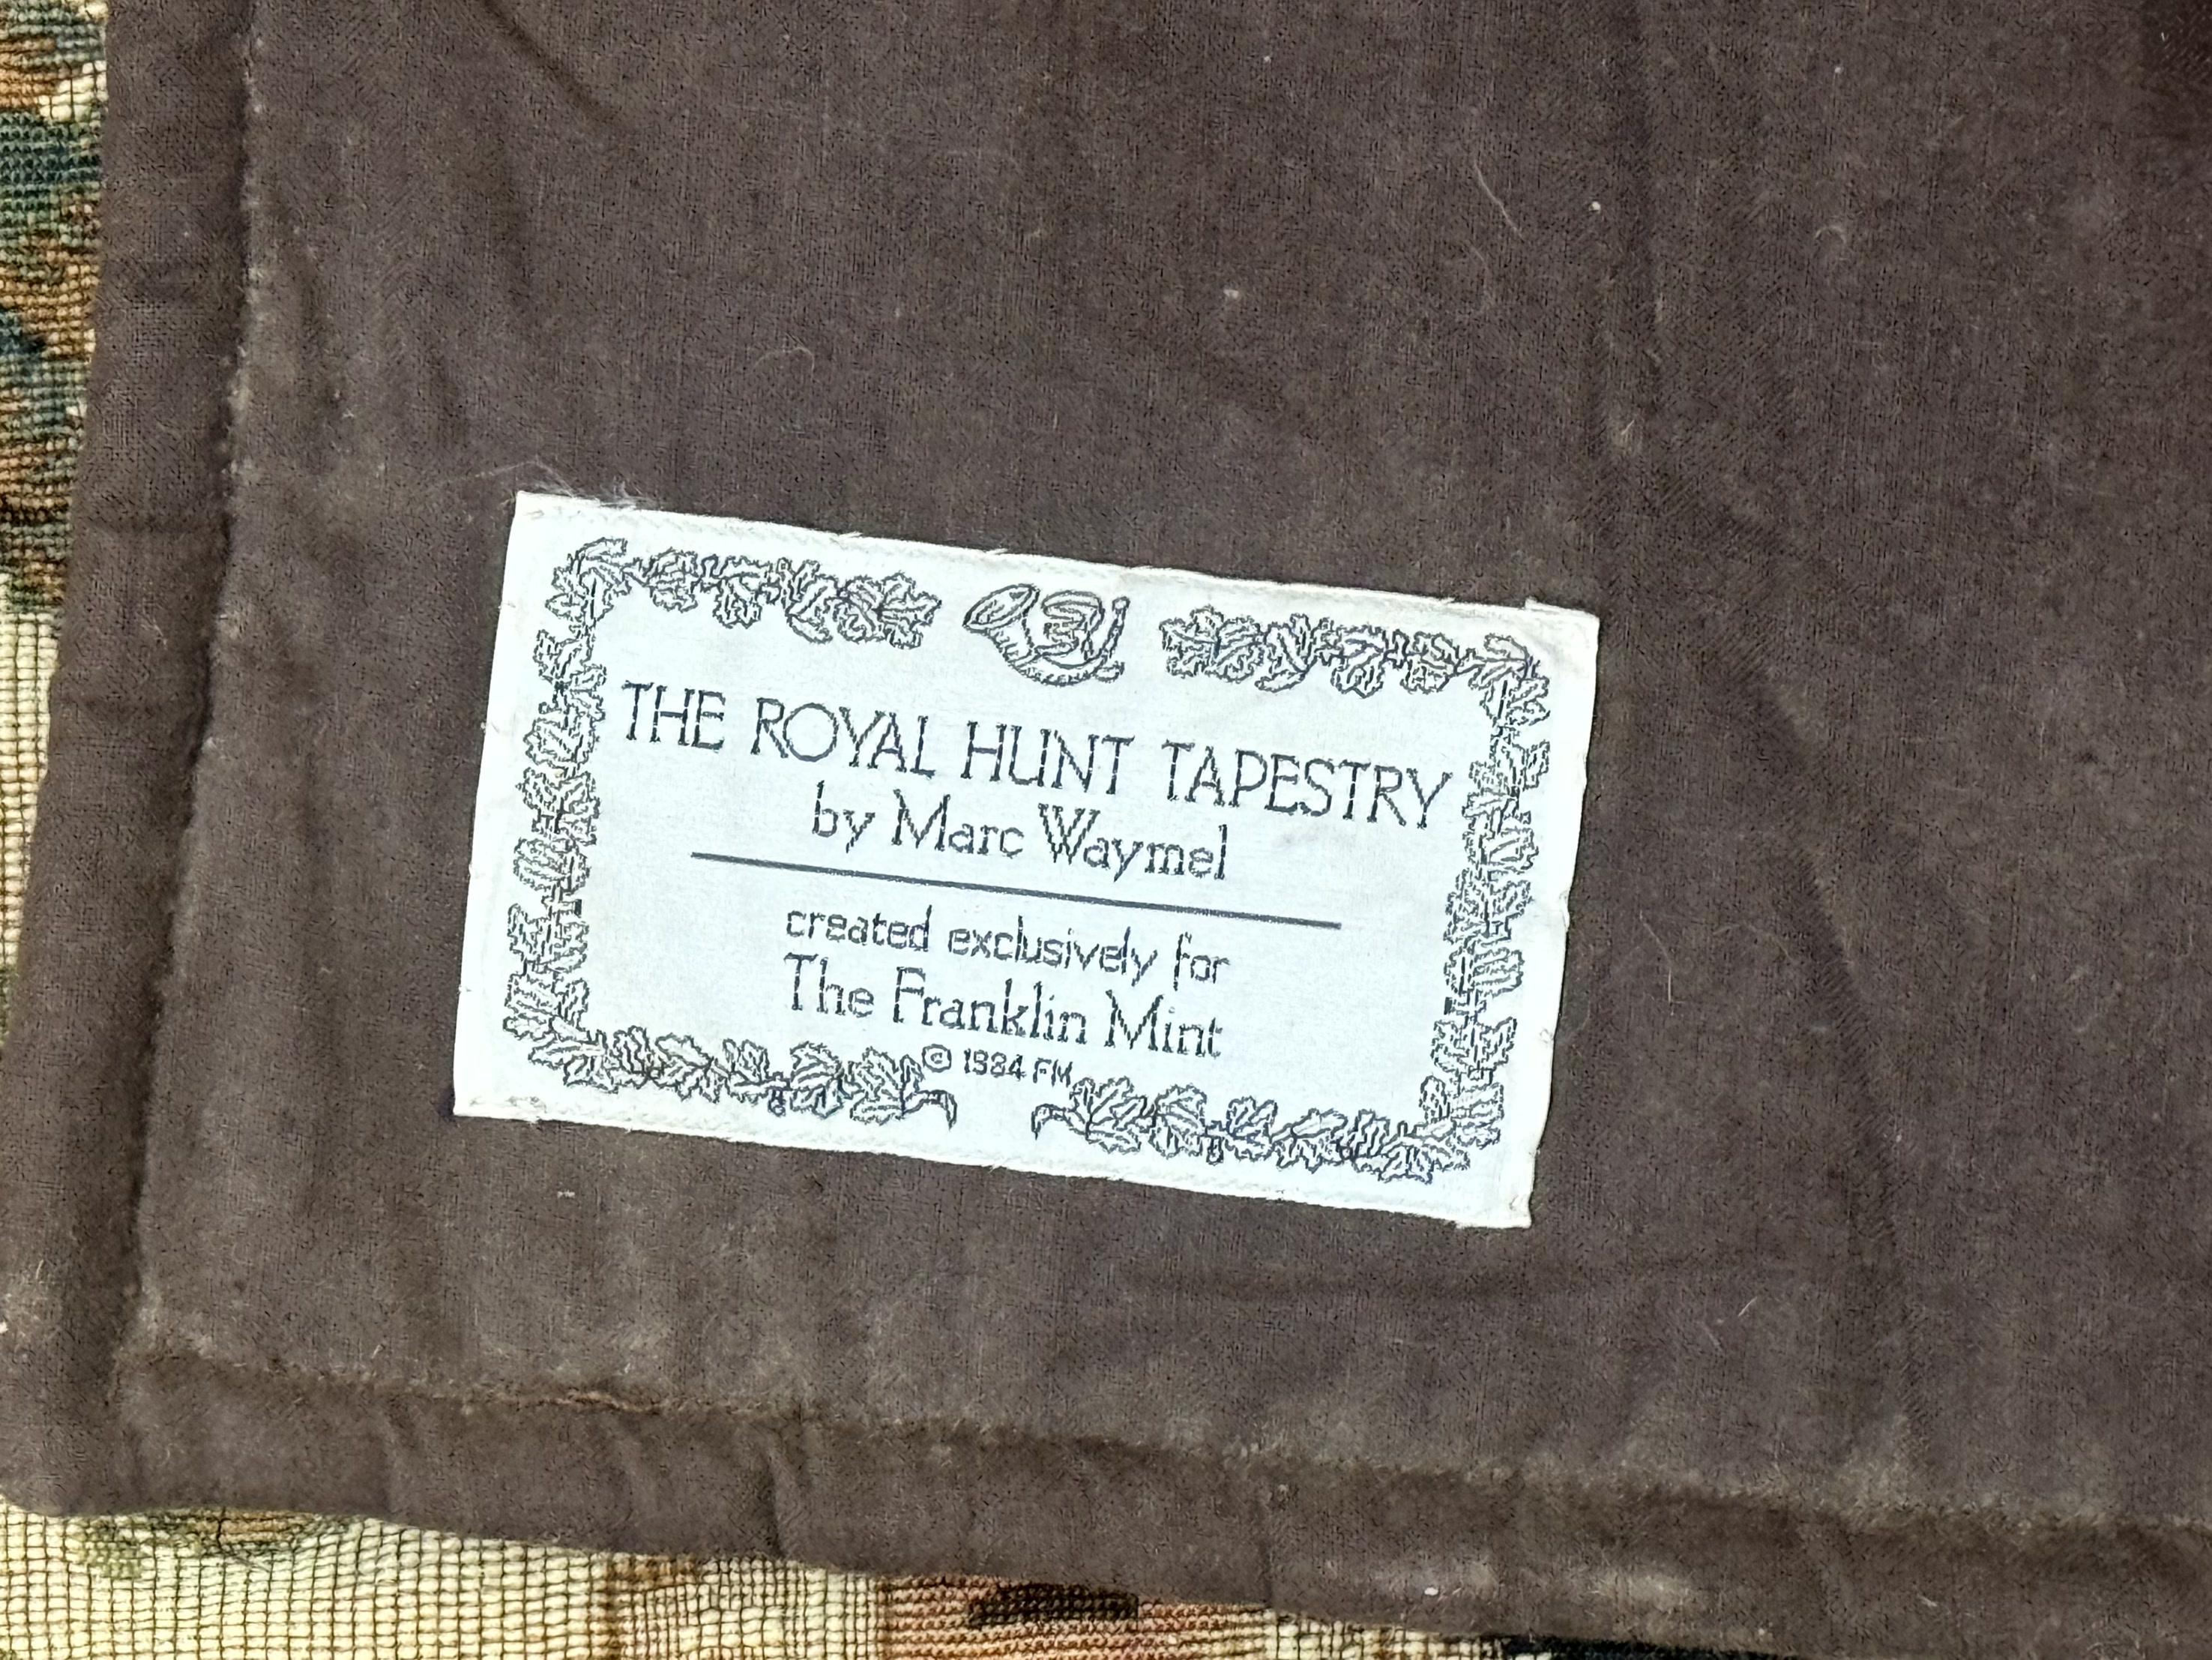 THE ROYAL HUNT TAPESTRY
by Marc Waymel
created exclusively for
The Franklin Mint
© 1984 FM